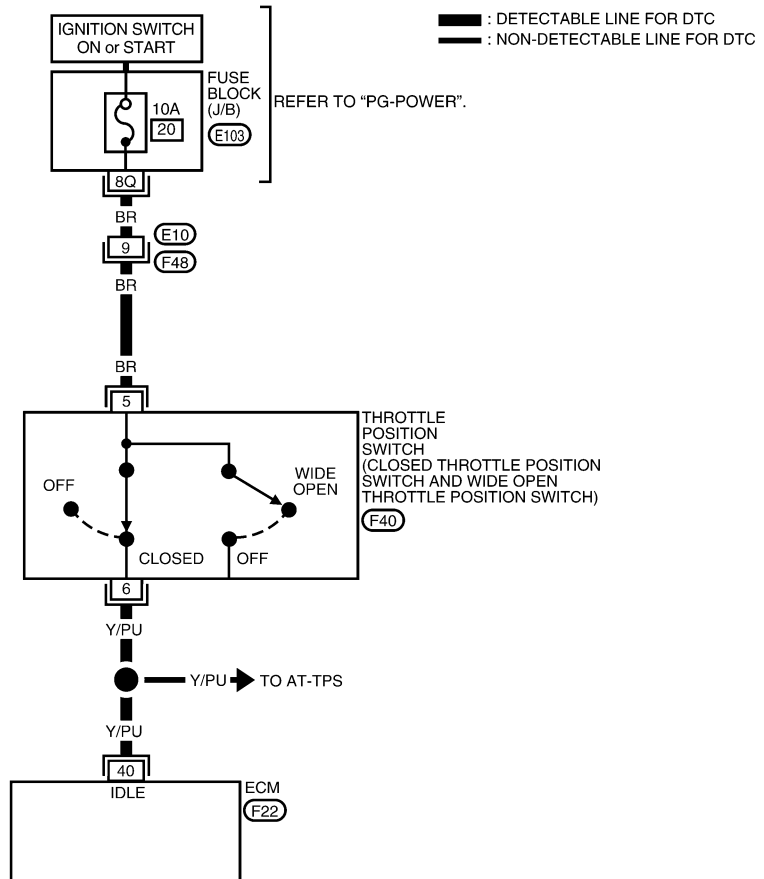 IGNITION SWITCH
ON or START
: DETECTABLE LINE FOR DTC
: NON-DETECTABLE LINE FOR DTC
FUSE
BLOCK
(J/B)
E103
10A
20
REFER TO “PG-POWER”.
8Q
BR
9
E10
F48
BR
BR
5
THROTTLE
POSITION
SWITCH
(CLOSED THROTTLE POSITION
SWITCH AND WIDE OPEN
THROTTLE POSITION SWITCH)
F40
OFF
WIDE
OPEN
CLOSED
OFF
6
Y/PU
Y/PU
TO AT-TPS
Y/PU
40
IDLE
ECM
F22